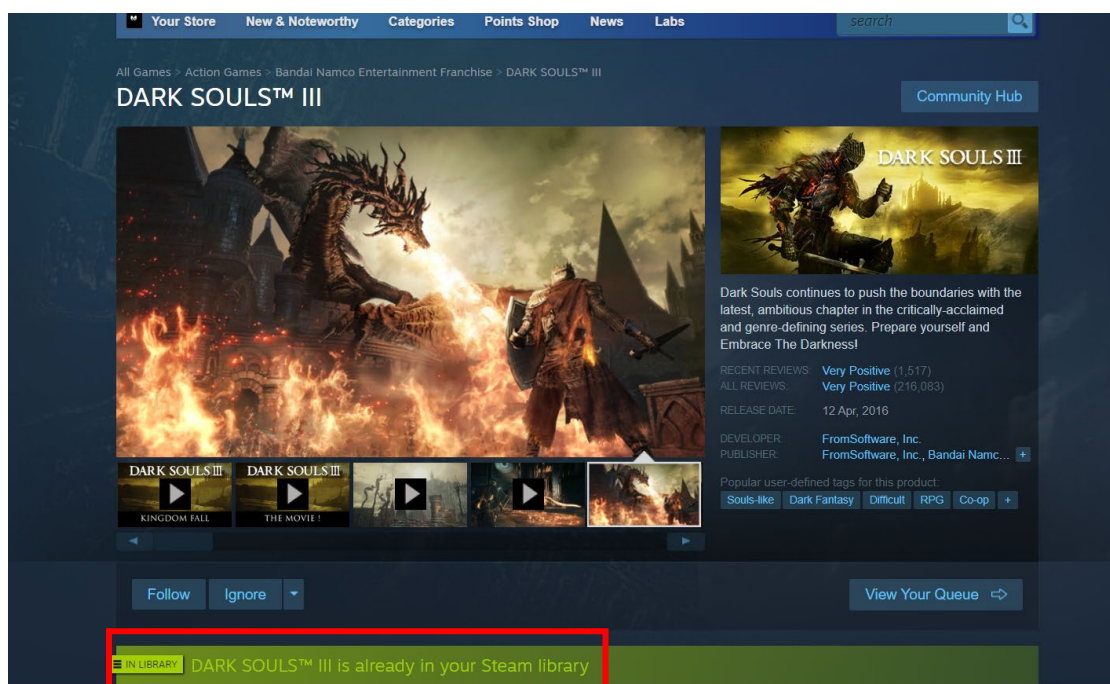 Your Store New & Noteworthy Categories Points Shop News Labs search
All Games > Action Games > Bandai Namco Entertainment Franchise > DARK SOULS™ III
DARK SOULS™ III
Community Hub
DARK SOULS III
Dark Souls continues to push the boundaries with the
latest, ambitious chapter in the critically-acclaimed
and genre-defining series. Prepare yourself and
Embrace The Darkness!
RECENT REVIEWS: Very Positive (1,517)
ALL REVIEWS: Very Positive (216,083)
RELEASE DATE: 12 Apr, 2016
DEVELOPER: FromSoftware, Inc.
PUBLISHER: FromSoftware, Inc., Bandai Namc... +
Popular user-defined tags for this product:
Souls-like Dark Fantasy Difficult RPG Co-op +
DARK SOULS III DARK SOULS III
KINGDOM FALL THE MOVIE !
Follow Ignore
View Your Queue
IN LIBRARY DARK SOULS™ III is already in your Steam library